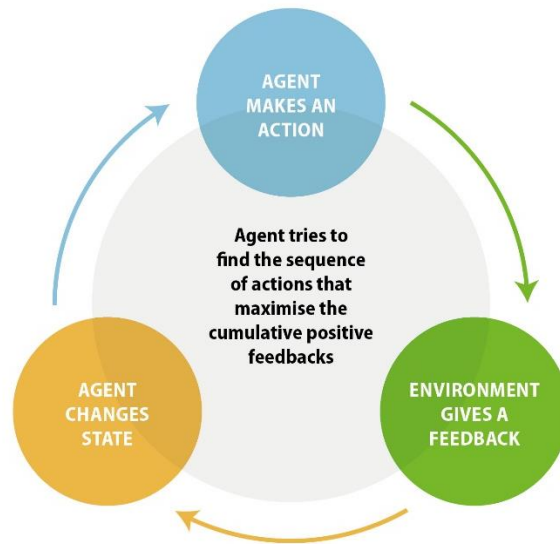 AGENT
MAKES AN
ACTION
Agent tries to
find the sequence
of actions that
maximise the
cumulative positive
feedbacks
AGENT
CHANGES
STATE
ENVIRONMENT
GIVES A
FEEDBACK